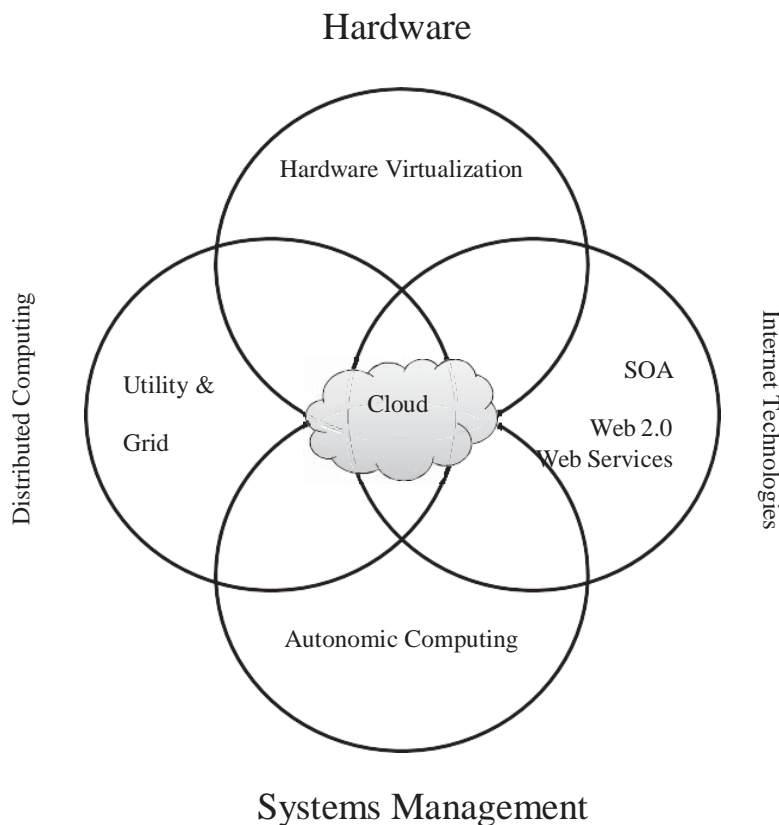 Hardware
Hardware Virtualization
Distributed Computing
Utility &
Grid
Cloud
SOA
Web 2.0
Web Services
Internet Technologies
Autonomic Computing
Systems Management